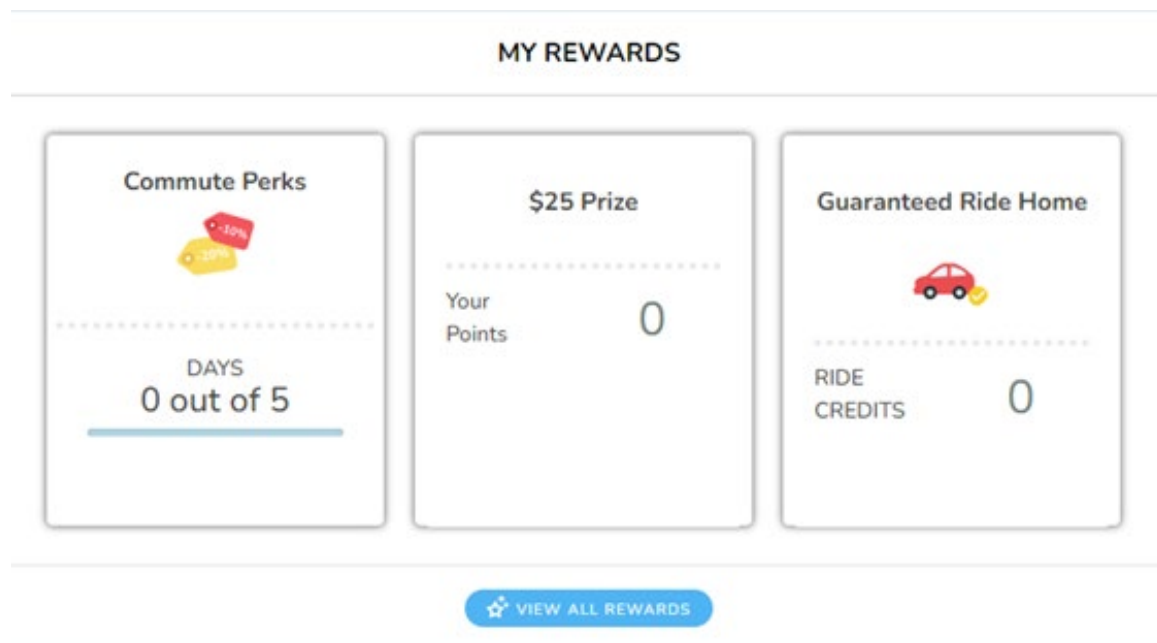 MY REWARDS
Commute Perks
-10%
-20%
DAYS
0 out of 5
$25 Prize
Your
Points
0
Guaranteed Ride Home
RIDE
CREDITS
0
VIEW ALL REWARDS